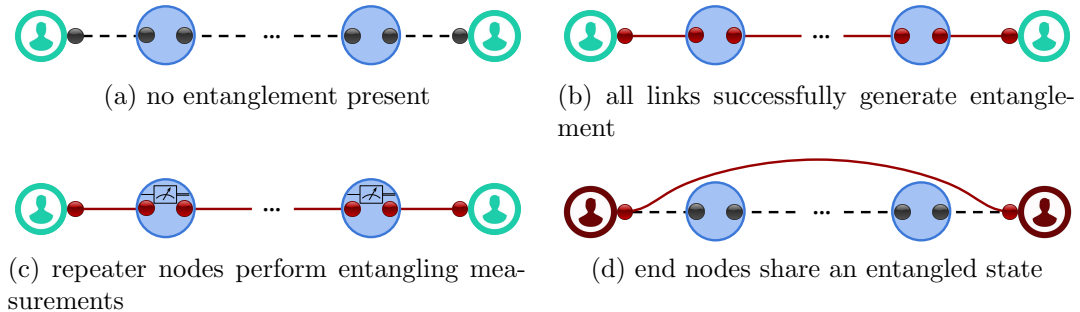 ...
(a) no entanglement present
...
(b) all links successfully generate entangle-
ment
...
(c) repeater nodes perform entangling mea-
surements
...
(d) end nodes share an entangled state